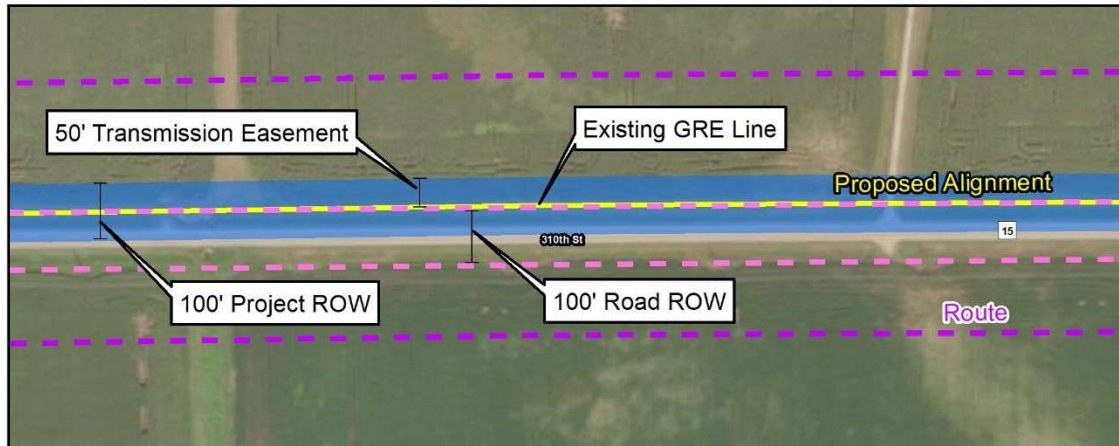 50' Transmission Easement
Existing GRE Line
Proposed Alignment
310th St
15
100' Project ROW
100' Road ROW
Route